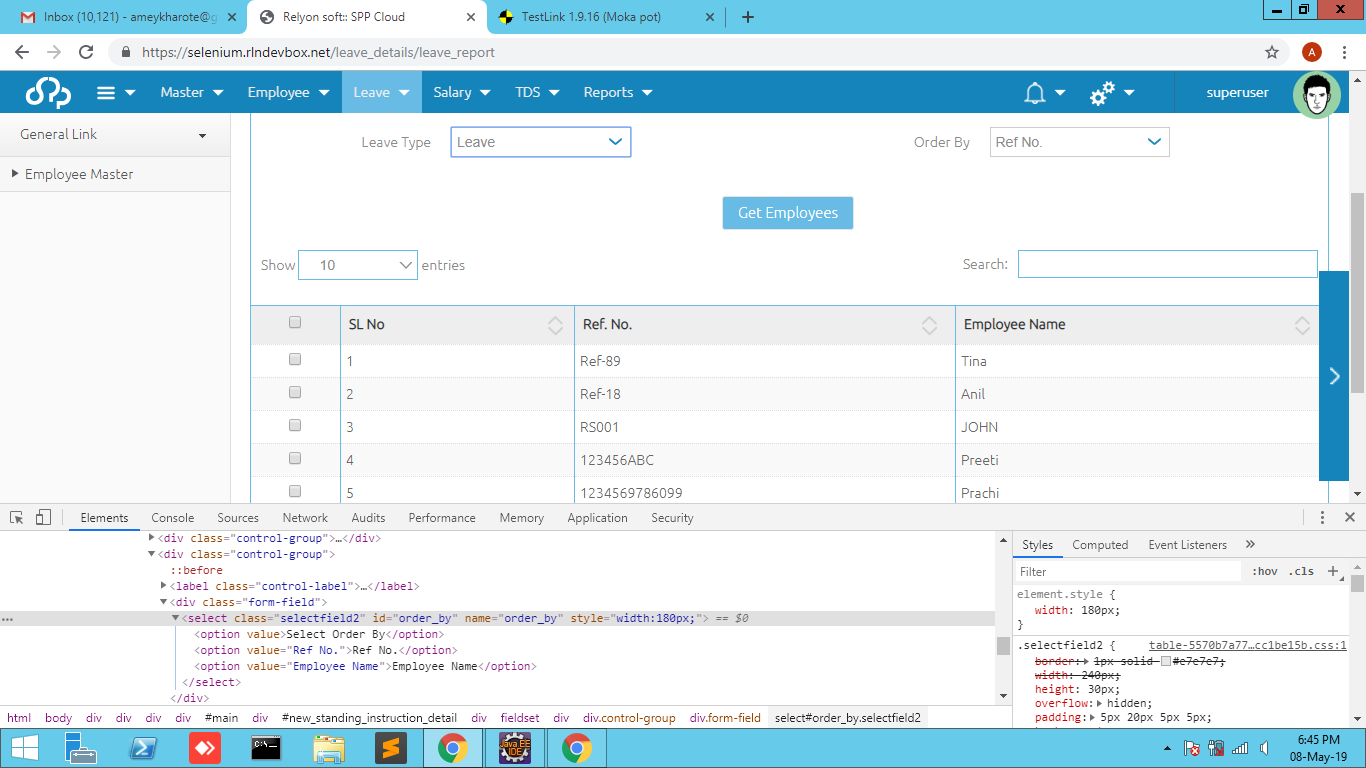 Inbox (10,121) - ameykharote@g
Relyon soft:: SPP Cloud
TestLink 1.9.16 (Moka pot)
https://selenium.rlndevbox.net/leave_details/leave_report
A
Master Employee Leave Salary TDS Reports superuser
General Link
Employee Master
Leave Type Leave Order By Ref No.
Get Employees
Show 10 entries Search:
SL No Ref. No. Employee Name
1 Ref-89 Tina
2 Ref-18 Anil
3 RS001 JOHN
4 123456ABC Preeti
5 1234569786099 Prachi
Elements Console Sources Network Audits Performance Memory Application Security
<div class="control-group">…</div>
<div class="control-group">
::before
<label class="control-label">…</label>
<div class="form-field">
<select class="selectfield2" id="order_by" name="order_by" style="width:180px;"> == $0
<option value>Select Order By</option>
<option value="Ref No.">Ref No.</option>
<option value="Employee Name">Employee Name</option>
</select>
</div>
html body div div div div #main div #new_standing_instruction_detail div fieldset div div.control-group div.form-field select#order_by.selectfield2
Styles Computed Event Listeners »
Filter :hov .cls +
element.style {
width: 180px;
}
.selectfield2 { table-5570b7a77…cc1be15b.css:1
border: 1px solid #e7e7e7;
width: 240px;
height: 30px;
overflow: hidden;
padding: 5px 20px 5px 5px;
Java EE
IDE
6:45 PM
08-May-19